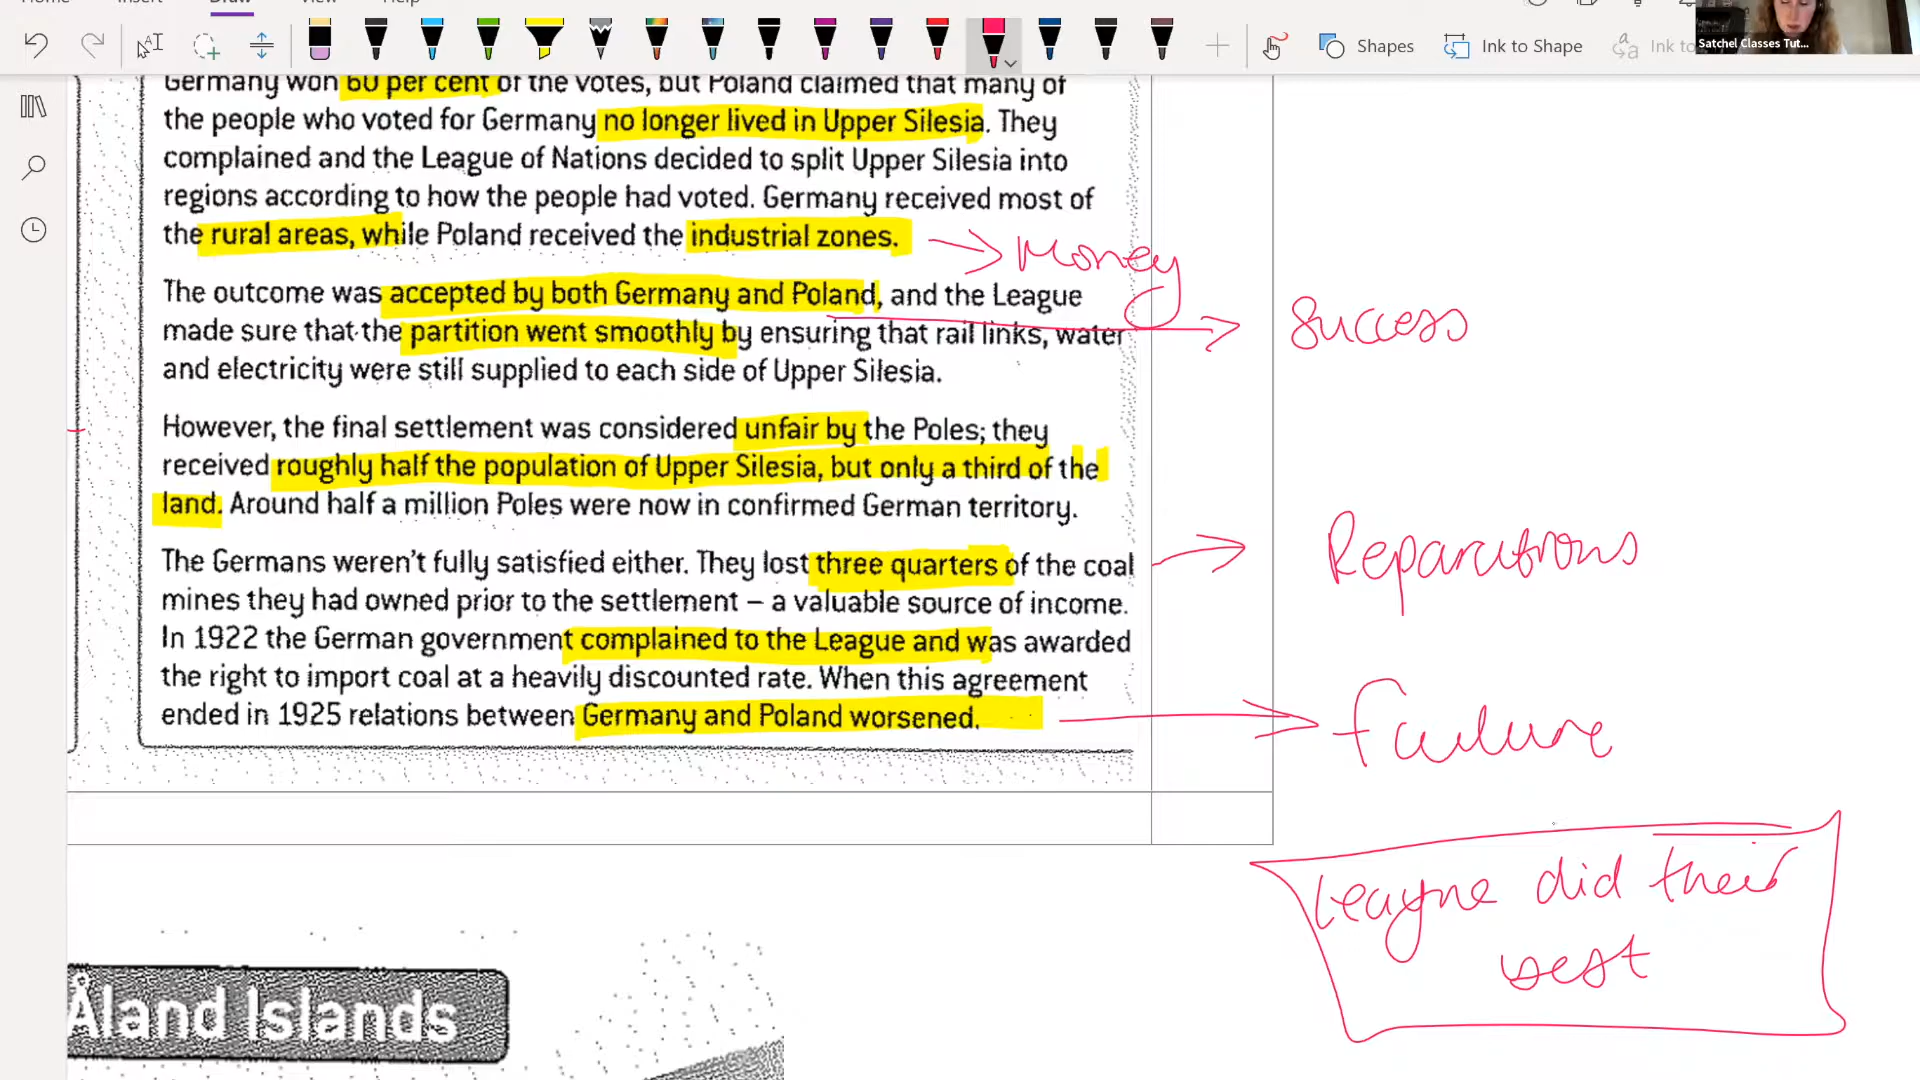 Home Insert Draw View Help
Shapes Ink to Shape Ink to
Satchel Classes Tut...
Germany won 60 per cent of the votes, but Poland claimed that many of
the people who voted for Germany no longer lived in Upper Silesia. They
complained and the League of Nations decided to split Upper Silesia into
regions according to how the people had voted. Germany received most of
the rural areas, while Poland received the industrial zones.
Money
The outcome was accepted by both Germany and Poland, and the League
made sure that the partition went smoothly by ensuring that rail links, water
and electricity were still supplied to each side of Upper Silesia.
Success
However, the final settlement was considered unfair by the Poles; they
received roughly half the population of Upper Silesia, but only a third of the
land. Around half a million Poles were now in confirmed German territory.
The Germans weren't fully satisfied either. They lost three quarters of the coal
mines they had owned prior to the settlement – a valuable source of income.
In 1922 the German government complained to the League and was awarded
the right to import coal at a heavily discounted rate. When this agreement
ended in 1925 relations between Germany and Poland worsened.
Reparations
Failure
League did their
best
Åland Islands